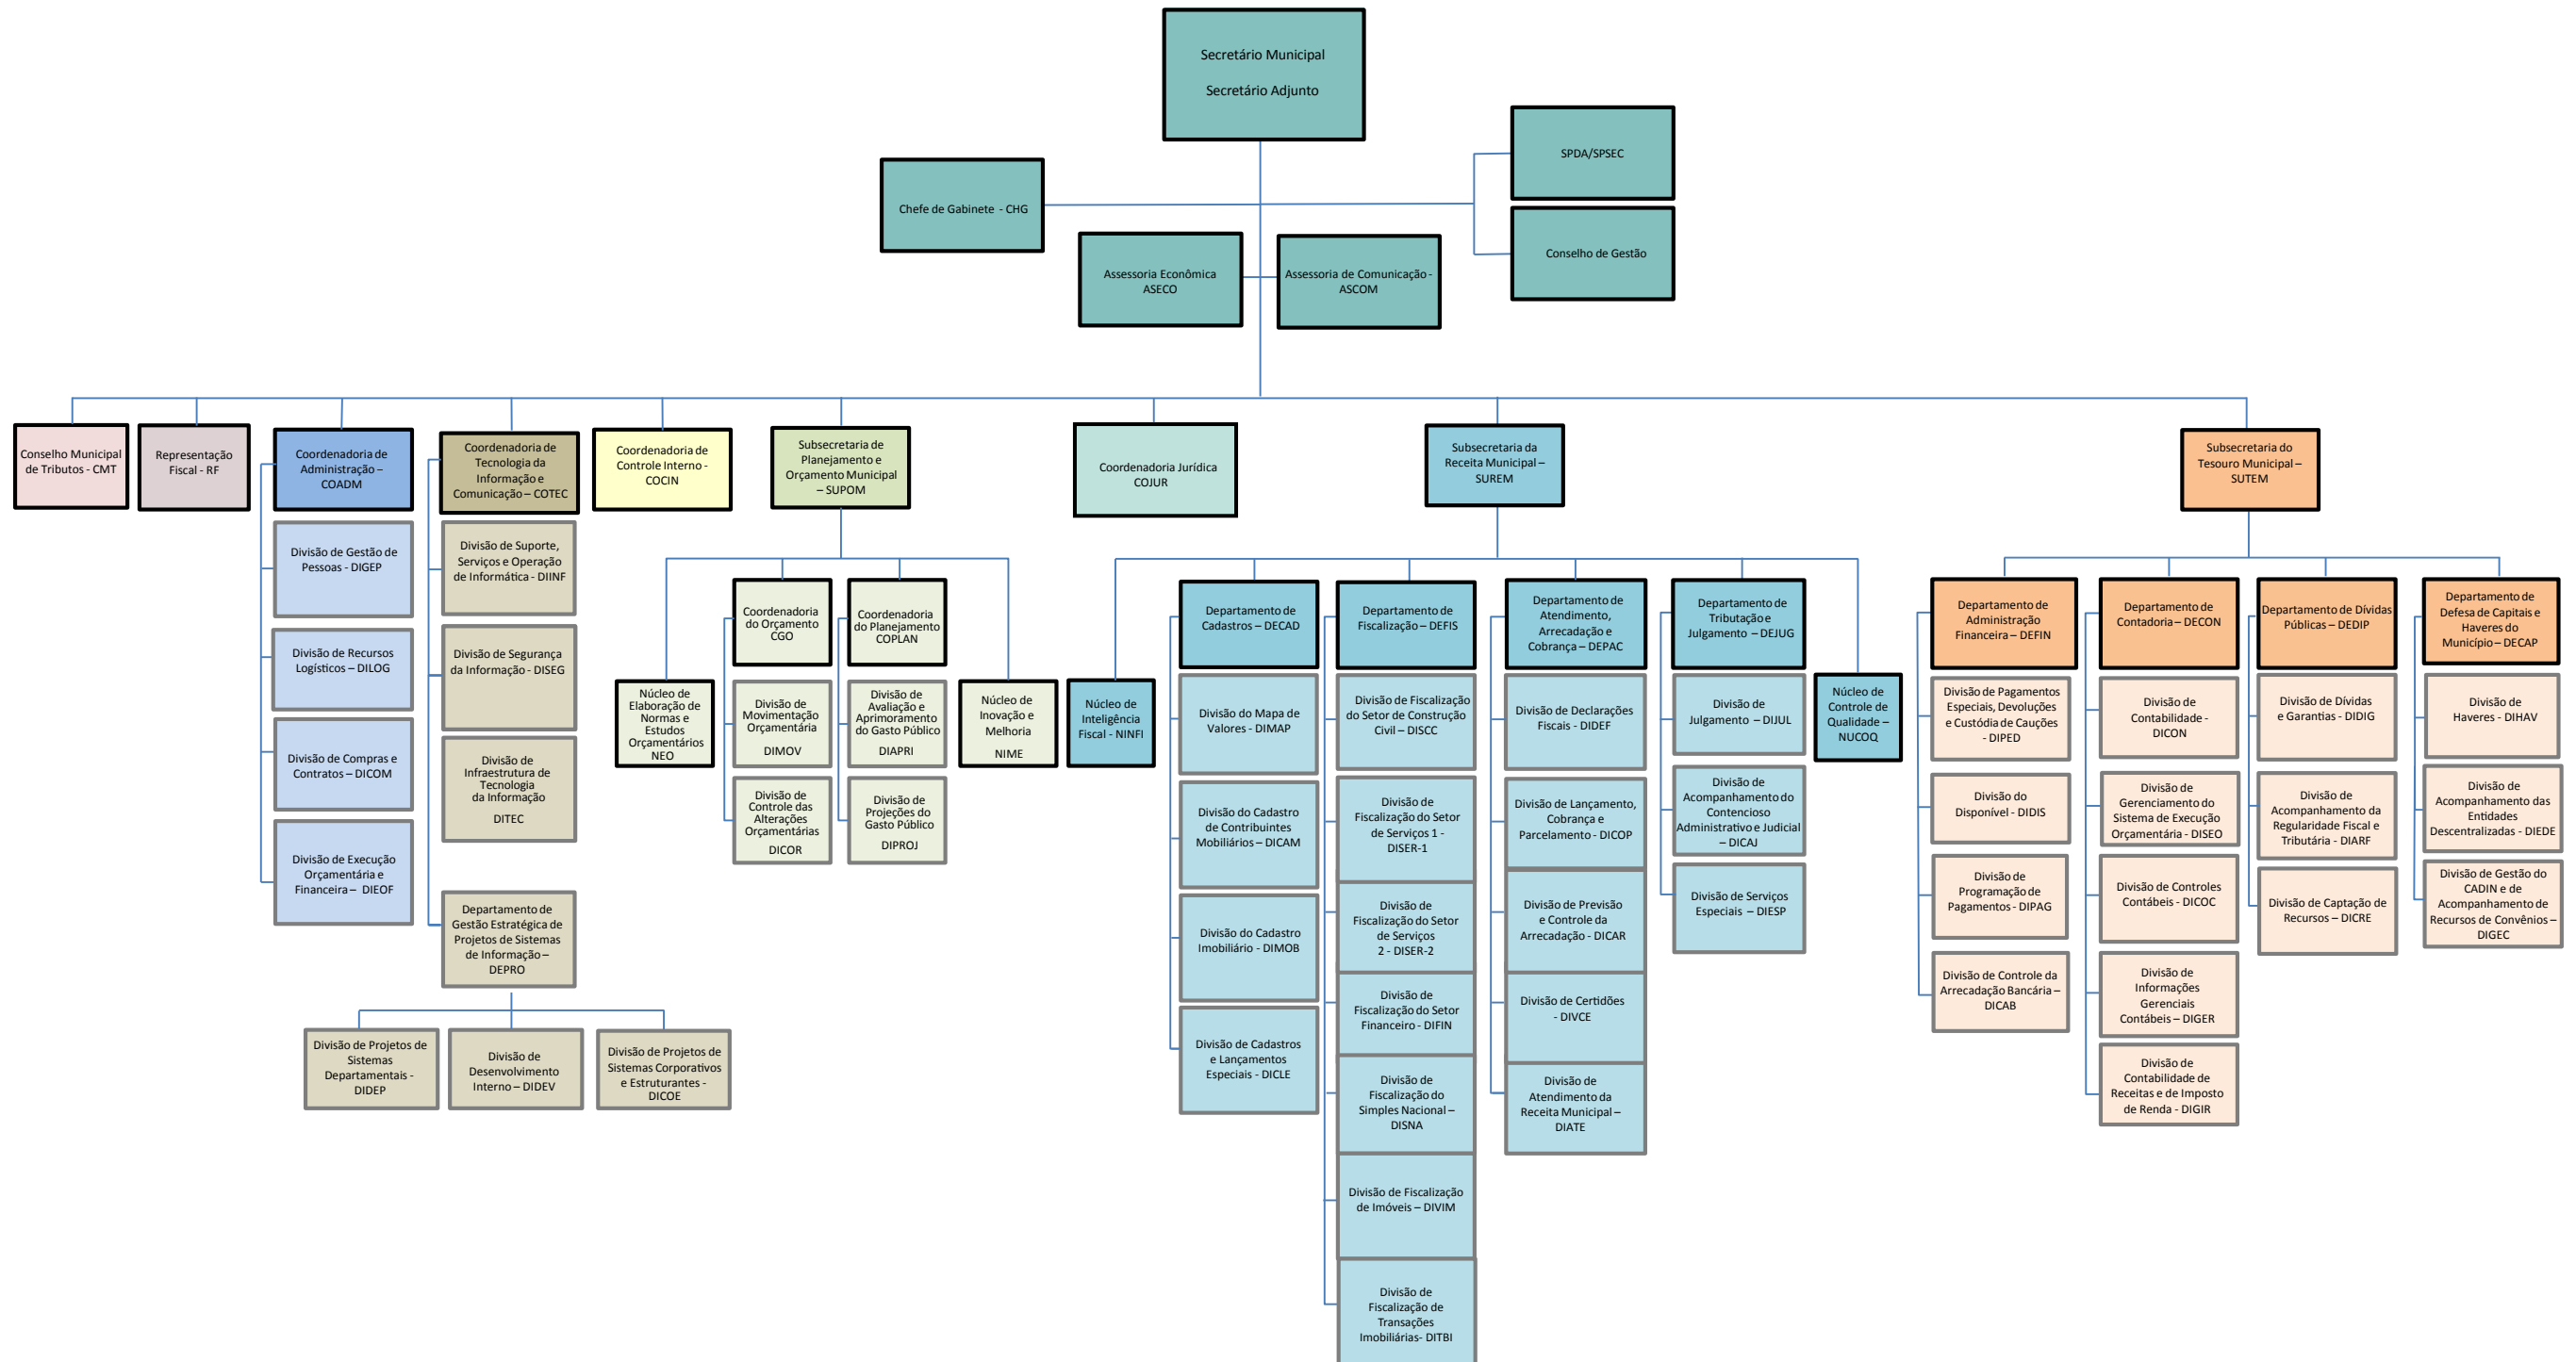 Secretário Municipal
Secretário Adjunto
SPDA/SPSEC
Chefe de Gabinete - CHG
Conselho de Gestão
Assessoria Econômica
ASECO
Assessoria de Comunicação -
ASCOM
Conselho Municipal
de Tributos - CMT
Representação
Fiscal - RF
Coordenadoria de
Administração –
COADM
Coordenadoria de
Tecnologia da
Informação e
Comunicação – COTEC
Coordenadoria de
Controle Interno -
COCIN
Subsecretaria de
Planejamento e
Orçamento Municipal
– SUPOM
Coordenadoria Jurídica
COJUR
Subsecretaria da
Receita Municipal –
SUREM
Subsecretaria do
Tesouro Municipal –
SUTEM
Divisão de Gestão de
Pessoas - DIGEP
Divisão de Recursos
Logísticos – DILOG
Divisão de Compras e
Contratos – DICOM
Divisão de Execução
Orçamentária e
Financeira – DIEOF
Divisão de Suporte,
Serviços e Operação
de Informática - DIINF
Divisão de Segurança
da Informação - DISEG
Divisão de
Infraestrutura de
Tecnologia
da Informação
DITEC
Departamento de
Gestão Estratégica de
Projetos de Sistemas
de Informação –
DEPRO
Divisão de Projetos de
Sistemas
Departamentais -
DIDEP
Divisão de
Desenvolvimento
Interno – DIDEV
Divisão de Projetos de
Sistemas Corporativos
e Estruturantes -
DICOE
Núcleo de
Elaboração de
Normas e
Estudos
Orçamentários
NEO
Coordenadoria
do Orçamento
CGO
Divisão de
Movimentação
Orçamentária
DIMOV
Divisão de
Controle das
Alterações
Orçamentárias
DICOR
Coordenadoria
do Planejamento
COPLAN
Divisão de
Avaliação e
Aprimoramento
do Gasto Público
DIAPRI
Divisão de
Projeções do
Gasto Público
DIPROJ
Núcleo de
Inovação e
Melhoria
NIME
Núcleo de
Inteligência
Fiscal - NINFI
Departamento de
Cadastros – DECAD
Divisão do Mapa de
Valores - DIMAP
Divisão do Cadastro
de Contribuintes
Mobiliários – DICAM
Divisão do Cadastro
Imobiliário - DIMOB
Divisão de Cadastros
e Lançamentos
Especiais - DICLE
Departamento de
Fiscalização – DEFIS
Divisão de Fiscalização
do Setor de Construção
Civil – DISCC
Divisão de
Fiscalização do Setor
de Serviços 1 -
DISER-1
Divisão de
Fiscalização do Setor
de Serviços
2 - DISER-2
Divisão de
Fiscalização do Setor
Financeiro - DIFIN
Divisão de
Fiscalização do
Simples Nacional –
DISNA
Divisão de Fiscalização
de Imóveis – DIVIM
Divisão de
Fiscalização de
Transações
Imobiliárias- DITBI
Departamento de
Atendimento,
Arrecadação e
Cobrança – DEPAC
Divisão de Declarações
Fiscais - DIDEF
Divisão de Lançamento,
Cobrança e
Parcelamento - DICOP
Divisão de Previsão
e Controle da
Arrecadação - DICAR
Divisão de Certidões
- DIVCE
Divisão de
Atendimento da
Receita Municipal –
DIATE
Departamento de
Tributação e
Julgamento – DEJUG
Divisão de
Julgamento – DIJUL
Divisão de
Acompanhamento do
Contencioso
Administrativo e Judicial
– DICAJ
Divisão de Serviços
Especiais – DIESP
Núcleo de
Controle de
Qualidade –
NUCOQ
Departamento de
Administração
Financeira – DEFIN
Divisão de Pagamentos
Especiais, Devoluções
e Custódia de Cauções
- DIPED
Divisão do
Disponível - DIDIS
Divisão de
Programação de
Pagamentos - DIPAG
Divisão de Controle da
Arrecadação Bancária –
DICAB
Departamento de
Contadoria – DECON
Divisão de
Contabilidade -
DICON
Divisão de
Gerenciamento do
Sistema de Execução
Orçamentária - DISEO
Divisão de Controles
Contábeis - DICOC
Divisão de
Informações
Gerenciais
Contábeis – DIGER
Divisão de
Contabilidade de
Receitas e de Imposto
de Renda - DIGIR
Departamento de Dívidas
Públicas – DEDIP
Divisão de Dívidas
e Garantias - DIDIG
Divisão de
Acompanhamento da
Regularidade Fiscal e
Tributária - DIARF
Divisão de Captação de
Recursos – DICRE
Departamento de
Defesa de Capitais e
Haveres do
Município – DECAP
Divisão de
Haveres - DIHAV
Divisão de
Acompanhamento das
Entidades
Descentralizadas - DIEDE
Divisão de Gestão do
CADIN e de
Acompanhamento de
Recursos de Convênios –
DIGEC